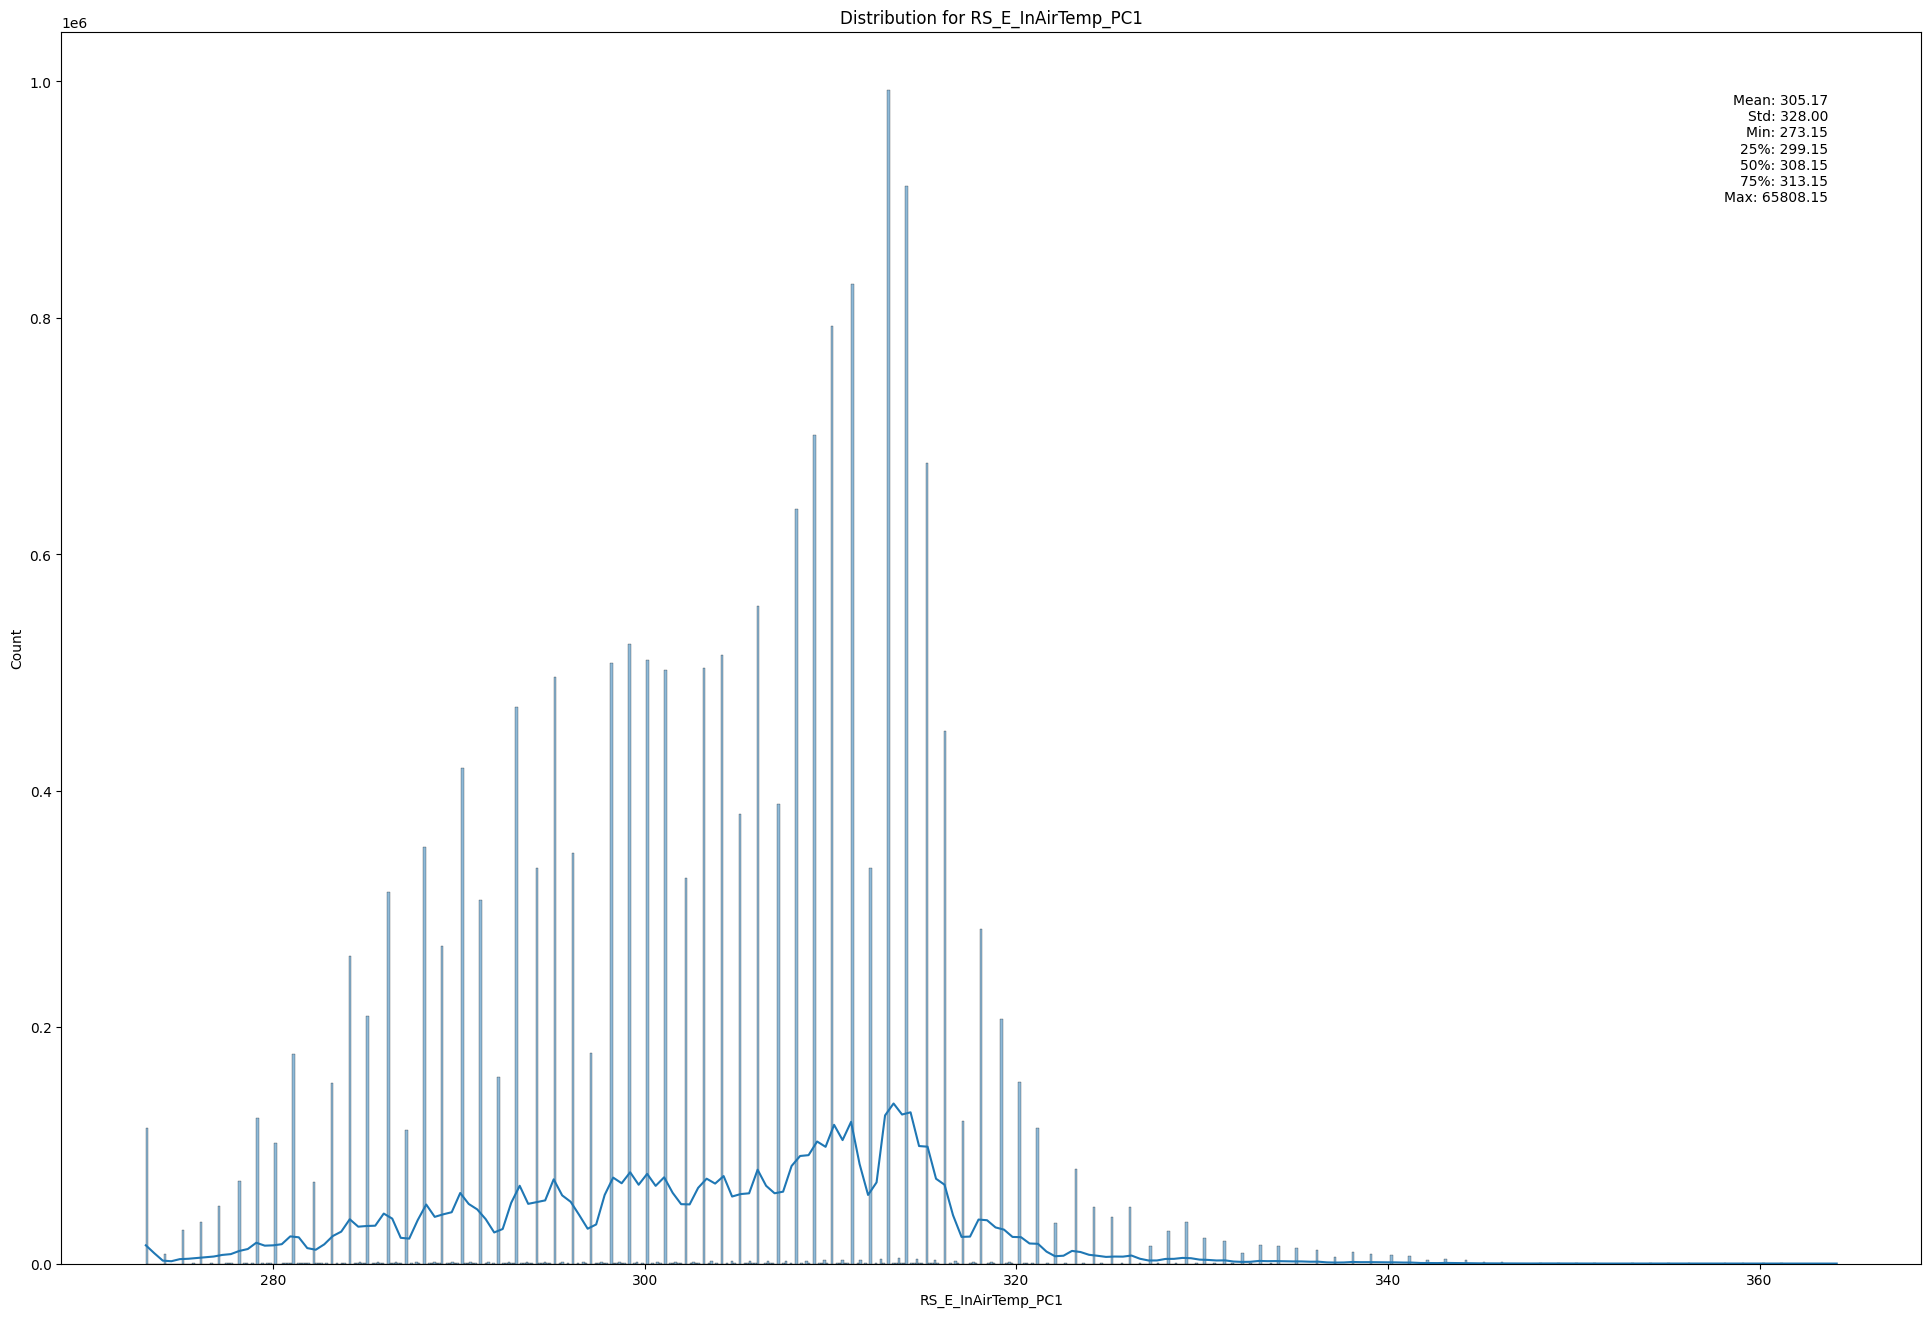 Distribution for RS_E_InAirTemp_PC1
1e6
1.0
0.8
0.6
0.4
0.2
0.0
Count
Mean: 305.17
Std: 328.00
Min: 273.15
25%: 299.15
50%: 308.15
75%: 313.15
Max: 65808.15
280 300 320 340 360
RS_E_InAirTemp_PC1